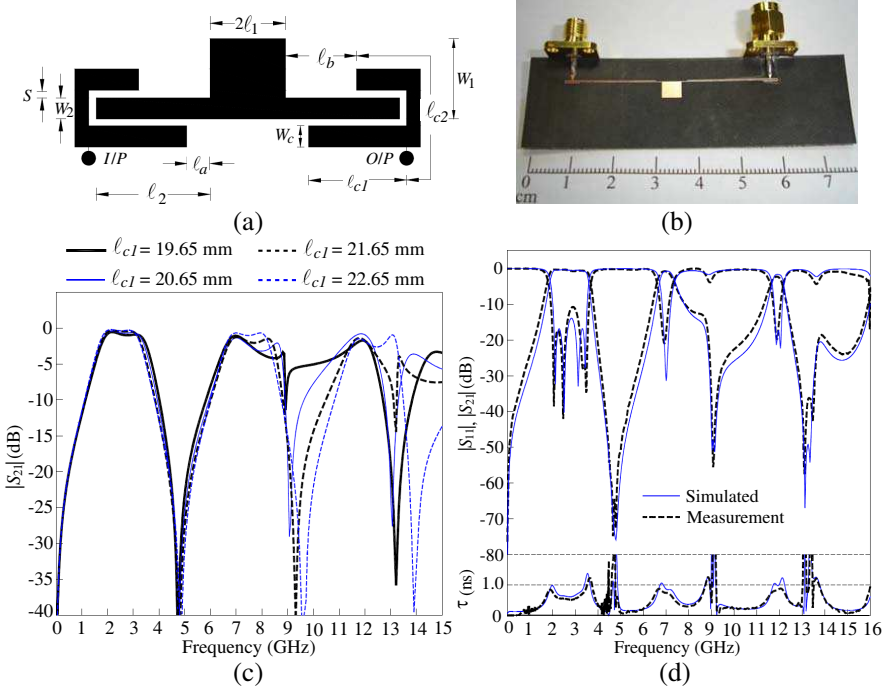 2ℓ1
ℓb
W1
S
W2
ℓc2
Wc
I/P
ℓa
O/P
ℓ2
ℓc1
(a)
0 1 2 3 4 5 6 7
cm
(b)
ℓc1 = 19.65 mm
ℓc1 = 21.65 mm
ℓc1 = 20.65 mm
ℓc1 = 22.65 mm
0
-5
-10
-15
-20
-25
-30
-35
-40
|S21| (dB)
0 1 2 3 4 5 6 7 8 9 10 11 12 13 14 15
Frequency (GHz)
(c)
0
-10
-20
-30
-40
-50
-60
-70
-80
|S11|, |S21| (dB)
Simulated
Measurement
1.0
0.0
τ (ns)
0 1 2 3 4 5 6 7 8 9 10 11 12 13 14 15 16
Frequency (GHz)
(d)